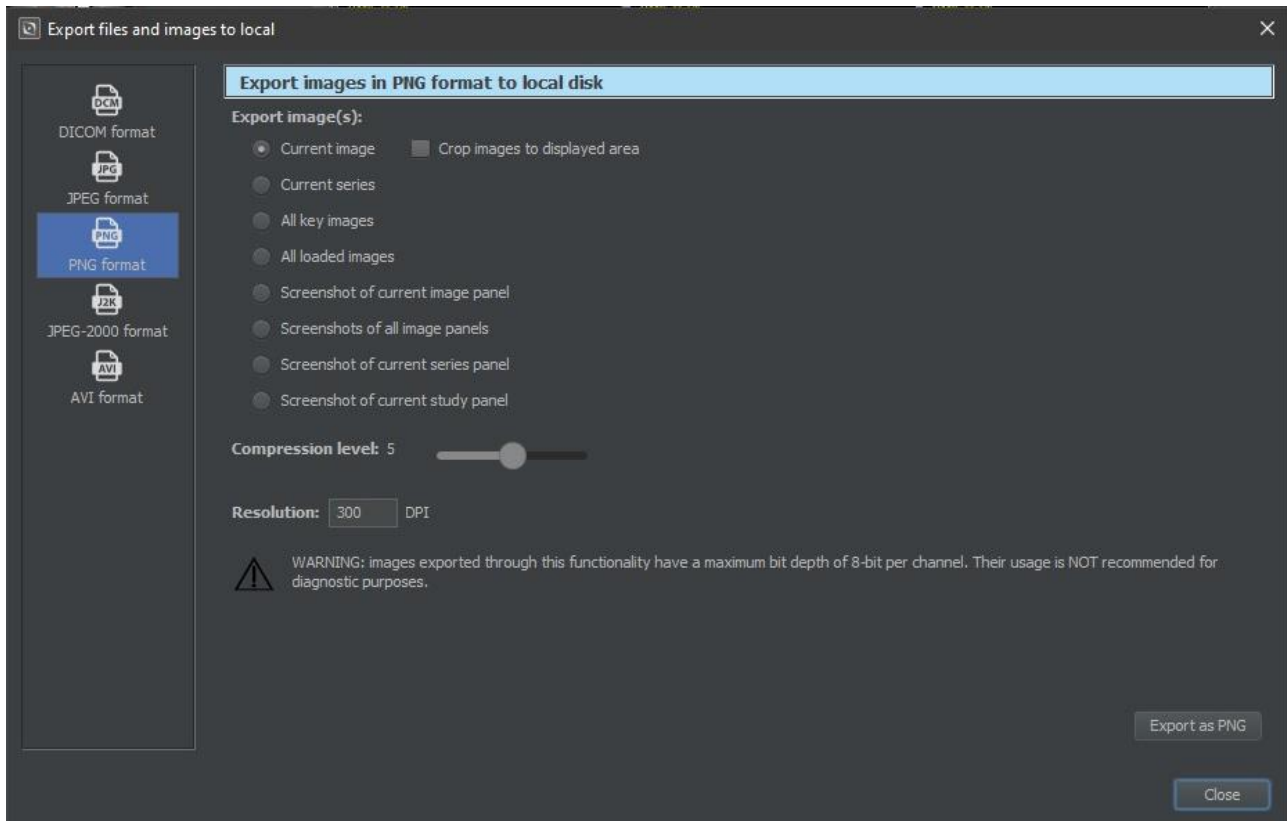 Export files and images to local
DCM
DICOM format
JPG
JPEG format
PNG
PNG format
J2K
JPEG-2000 format
AVI
AVI format
Export images in PNG format to local disk
Export image(s):
Current image
Crop images to displayed area
Current series
All key images
All loaded images
Screenshot of current image panel
Screenshots of all image panels
Screenshot of current series panel
Screenshot of current study panel
Compression level: 5
Resolution: 300 DPI
WARNING: images exported through this functionality have a maximum bit depth of 8-bit per channel. Their usage is NOT recommended for
diagnostic purposes.
Export as PNG
Close